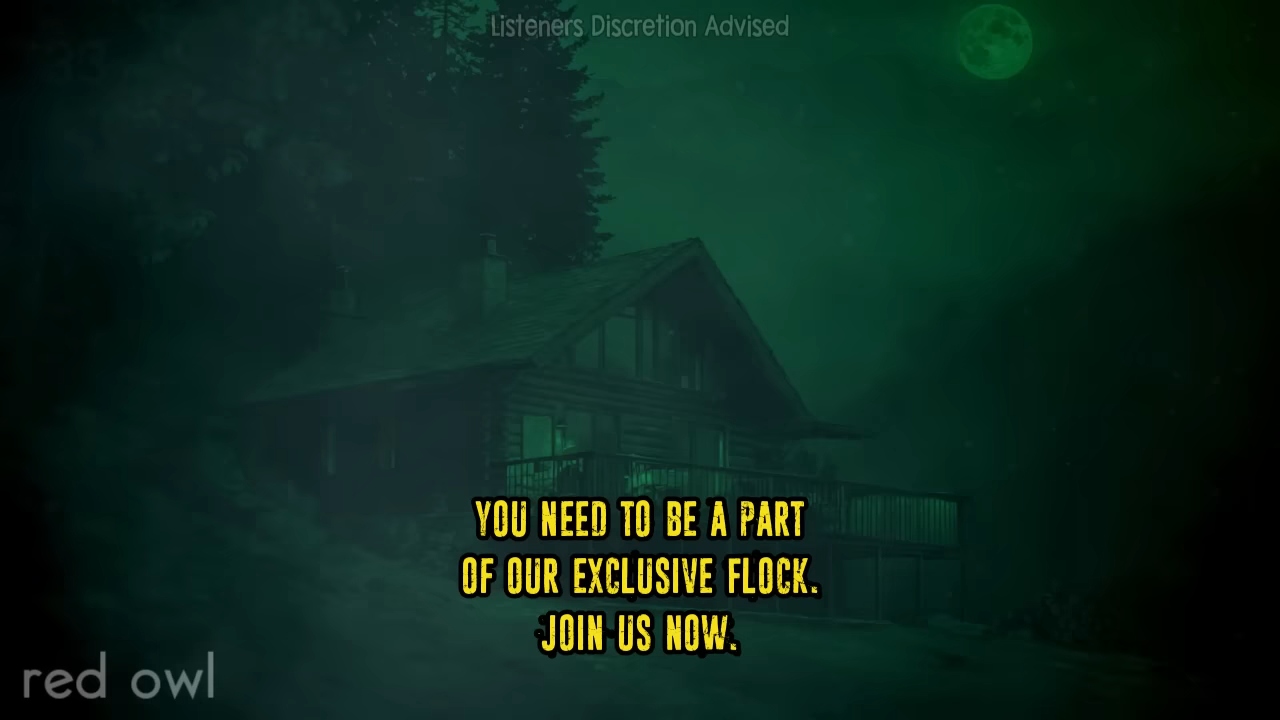 Listeners Discretion Advised
YOU NEED TO BE A PART
OF OUR EXCLUSIVE FLOCK.
JOIN US NOW.
red owl